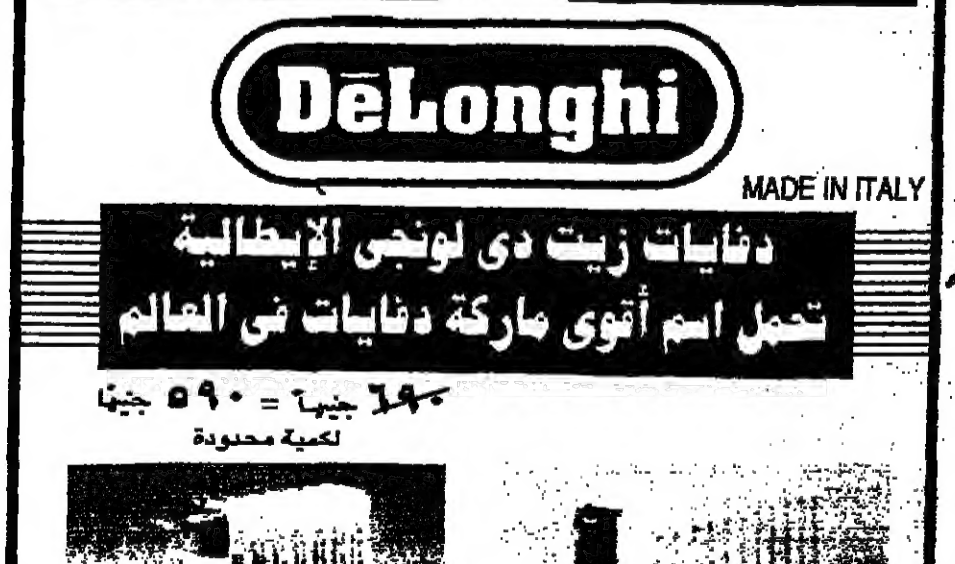 DēLonghi
MADE IN ITALY
دفايات زيت دى لونجى الإيطالية
تحمل اسم أقوى ماركة دفايات فى العالم
٦٩٠ جنيهاً = ٥٩٠ جنيهاً
لكمية محدودة